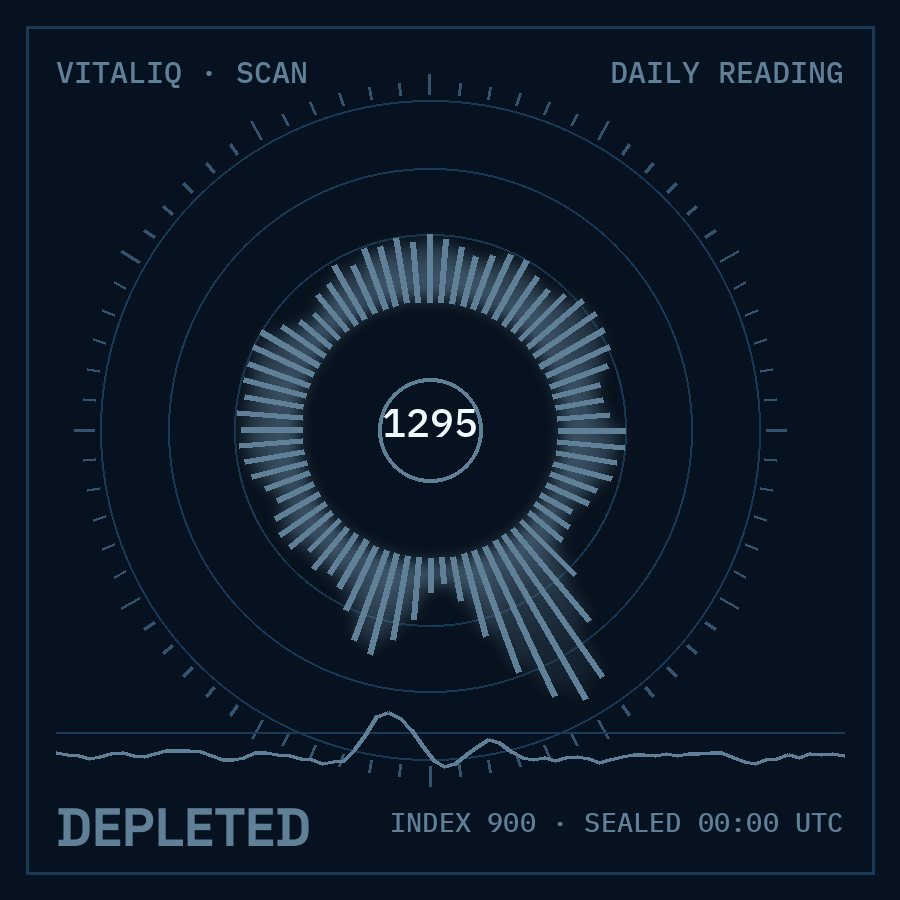 VITALIQ · SCAN
DAILY READING
1295
DEPLETED
INDEX 900 · SEALED 00:00 UTC